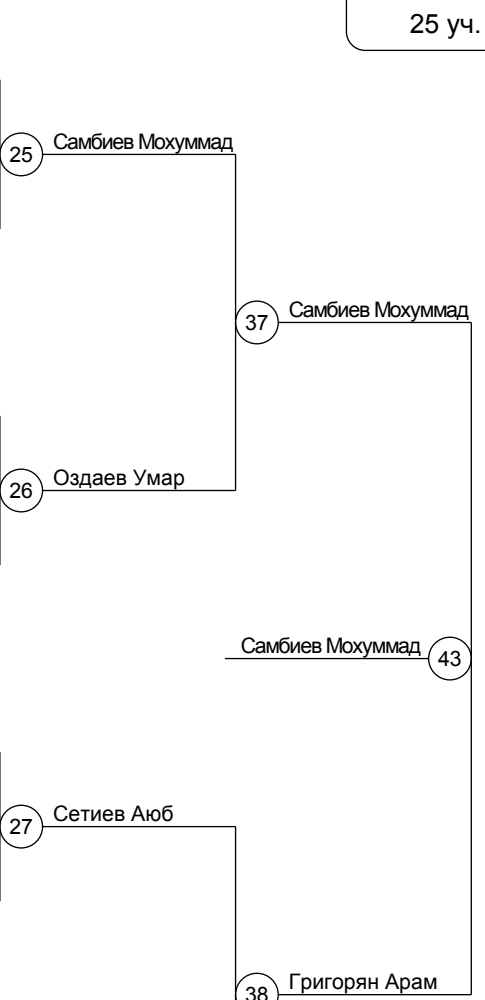 25 уч.
25 Самбиев Мохуммад
37 Самбиев Мохуммад
26 Оздаев Умар
Самбиев Мохуммад 43
27 Сетиев Аюб
38 Григорян Арам